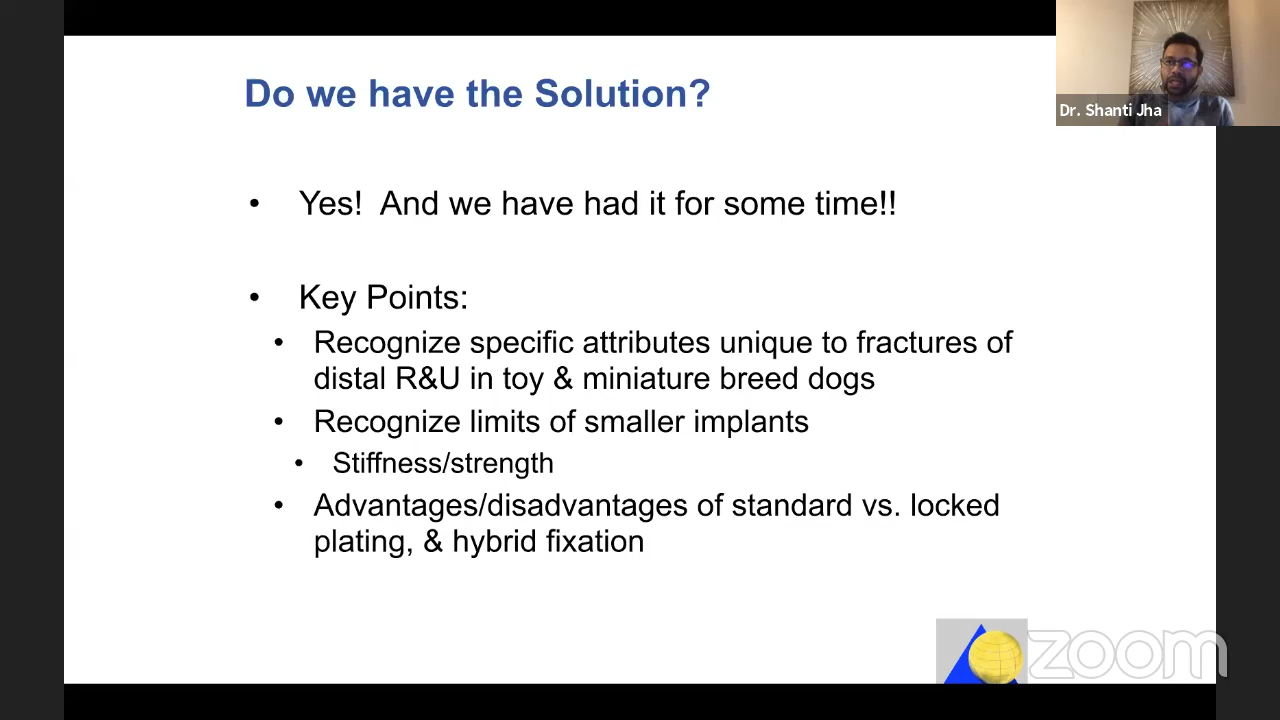 Do we have the Solution?
Dr. Shanti Jha
• Yes! And we have had it for some time!!
• Key Points:
• Recognize specific attributes unique to fractures of
distal R&U in toy & miniature breed dogs
• Recognize limits of smaller implants
• Stiffness/strength
• Advantages/disadvantages of standard vs. locked
plating, & hybrid fixation
zoom